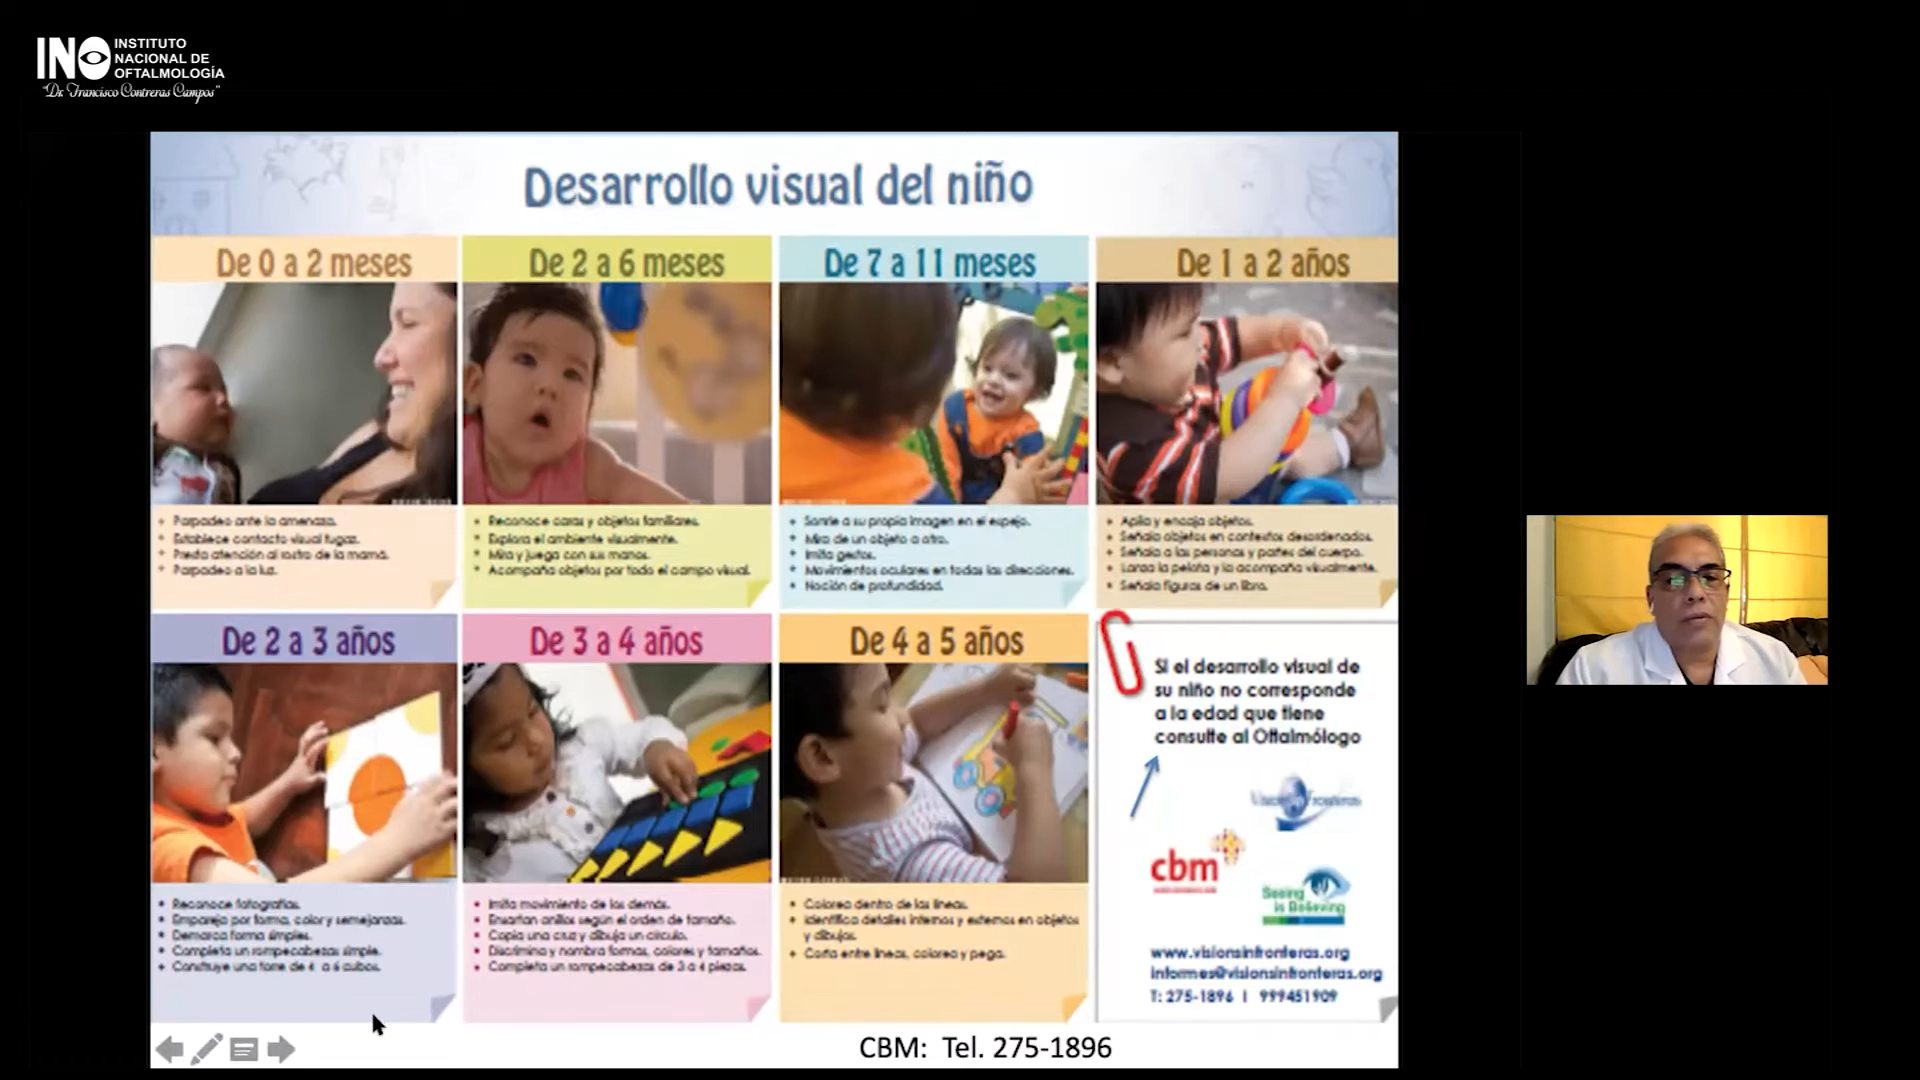 INO INSTITUTO
NACIONAL DE
OFTALMOLOGÍA
"Dr. Francisco Contreras Campos"
Desarrollo visual del niño
De 0 a 2 meses
Parpadeo ante la amenaza.
Establece contacto visual fugaz.
Presta atención al rostro de la mamá.
Parpadeo a la luz.
De 2 a 6 meses
Reconoce caras y objetos familiares.
Explora el ambiente visualmente.
Mira y juega con sus manos.
Acompaña objetos por todo el campo visual.
De 7 a 11 meses
Sonríe a su propia imagen en el espejo.
Mira de un objeto a otro.
Imita gestos.
Movimientos oculares en todas las direcciones.
Noción de profundidad.
De 1 a 2 años
Apila y encaja objetos.
Señala objetos en contextos desordenados.
Señala a las personas y partes del cuerpo.
Lanza la pelota y la acompaña visualmente.
Señala figuras de un libro.
De 2 a 3 años
Reconoce fotografías.
Empareja por forma, color y semejanzas.
Demarca forma simples.
Completa un rompecabezas simple.
Construye una torre de 4 a 6 cubos.
De 3 a 4 años
Imita movimiento de los demás.
Ensartan anillos según el orden de tamaño.
Copia una cruz y dibuja un círculo.
Discrimina y nombra formas, colores y tamaños.
Completa un rompecabezas de 3 a 4 piezas.
De 4 a 5 años
Colorea dentro de las líneas.
Identifica detalles internos y externos en objetos
y dibujos.
Corta entre líneas, colorea y pega.
Si el desarrollo visual de
su niño no corresponde
a la edad que tiene
consulte al Oftalmólogo
Vision Fronteras
cbm
Seeing
is Believing
www.visionsinfronteras.org
informes@visionsinfronteras.org
T: 275-1896 I 999451909
CBM: Tel. 275-1896